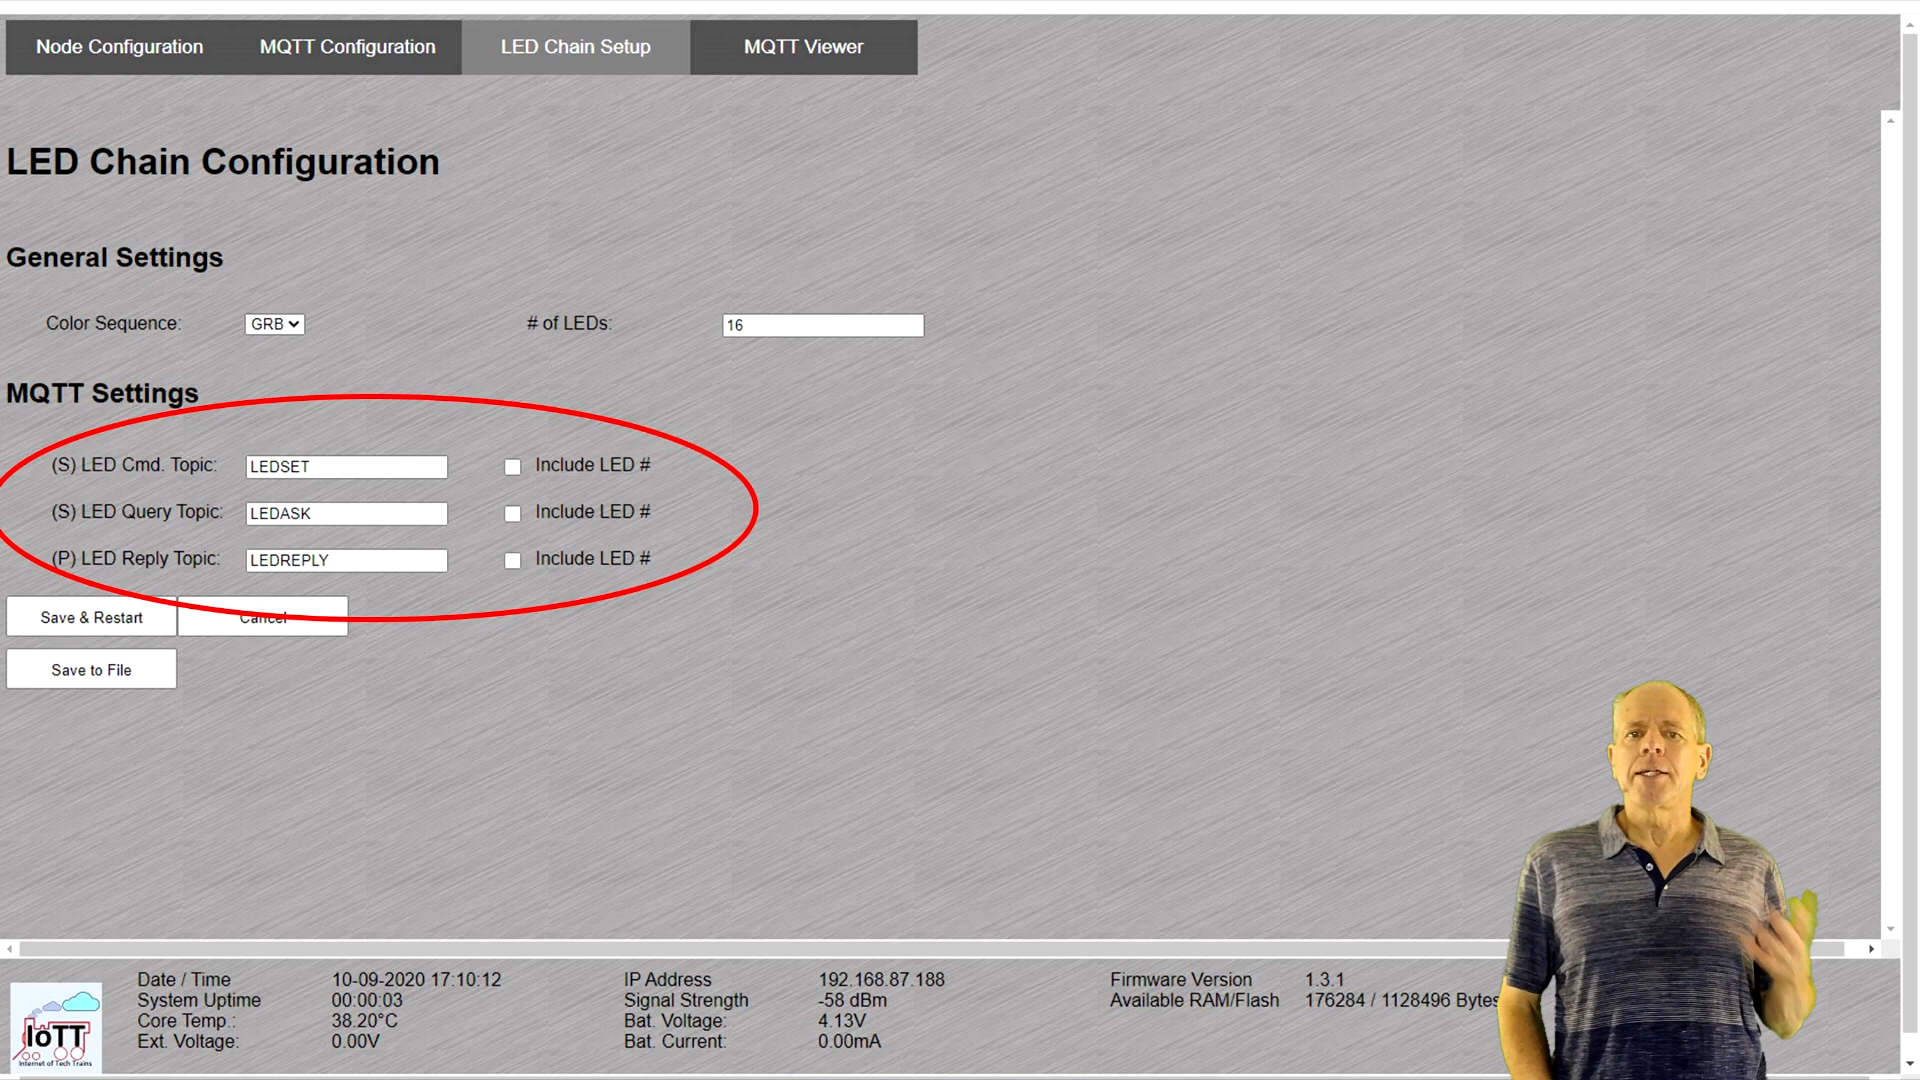 Node Configuration MQTT Configuration LED Chain Setup MQTT Viewer
LED Chain Configuration
General Settings
Color Sequence: GRB # of LEDs: 16
MQTT Settings
(S) LED Cmd. Topic: LEDSET Include LED #
(S) LED Query Topic: LEDASK Include LED #
(P) LED Reply Topic: LEDREPLY Include LED #
Save & Restart Cancel
Save to File
Date / Time 10-09-2020 17:10:12 IP Address 192.168.87.188 Firmware Version 1.3.1
System Uptime 00:00:03 Signal Strength -58 dBm Available RAM/Flash 176284 / 1128496 Bytes
Core Temp.: 38.20°C Bat. Voltage: 4.13V
Ext. Voltage: 0.00V Bat. Current: 0.00mA
IoTT
Internet of Tech Trains